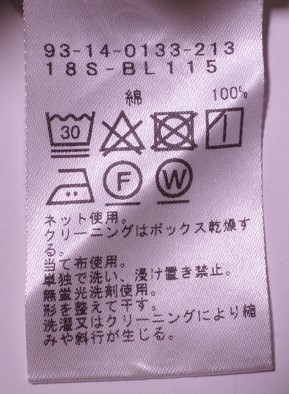 93-14-0133-213
18S-BL115
綿 100%
30
F W
ネット使用。
クリーニングはボックス乾燥す
る。
当て布使用。
単独で洗い、浸け置き禁止。
無蛍光洗剤使用。
形を整えて干す。
洗濯又はクリーニングにより縮
みや斜行が生じる。